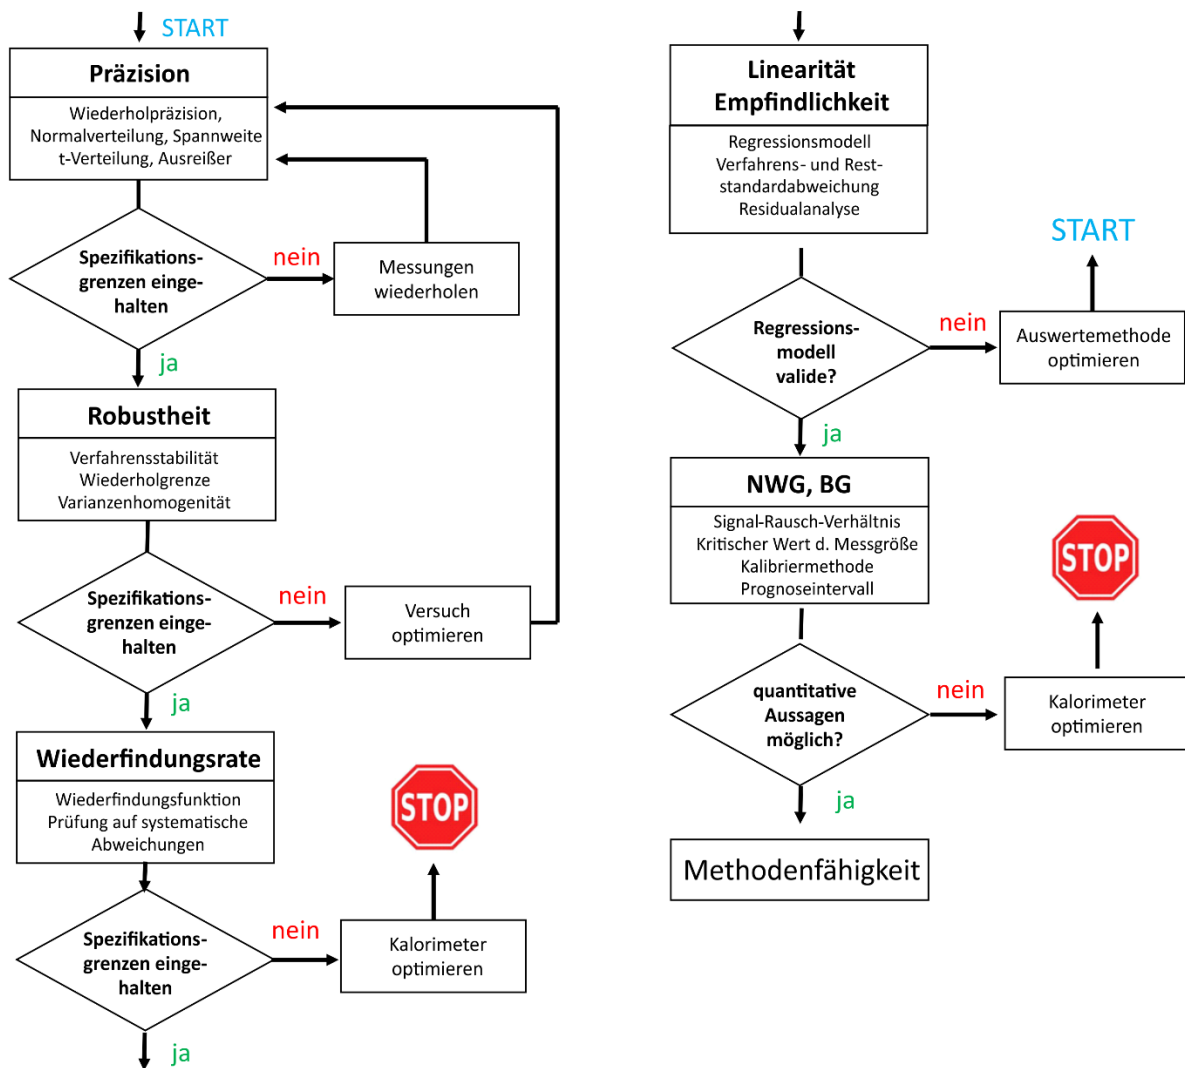 START
Präzision
Wiederholpräzision,
Normalverteilung, Spannweite
t-Verteilung, Ausreißer
Spezifikations-
grenzen einge-
halten
nein
Messungen
wiederholen
ja
Robustheit
Verfahrensstabilität
Wiederholgrenze
Varianzenhomogenität
Spezifikations-
grenzen einge-
halten
nein
Versuch
optimieren
ja
Wiederfindungsrate
Wiederfindungsfunktion
Prüfung auf systematische
Abweichungen
STOP
Spezifikations-
grenzen einge-
halten
nein
Kalorimeter
optimieren
ja
Linearität
Empfindlichkeit
Regressionsmodell
Verfahrens- und Rest-
standardabweichung
Residualanalyse
START
Regressions-
modell
valide?
nein
Auswertemethode
optimieren
ja
NWG, BG
Signal-Rausch-Verhältnis
Kritischer Wert d. Messgröße
Kalibriermethode
Prognoseintervall
STOP
quantitative
Aussagen
möglich?
nein
Kalorimeter
optimieren
ja
Methodenfähigkeit